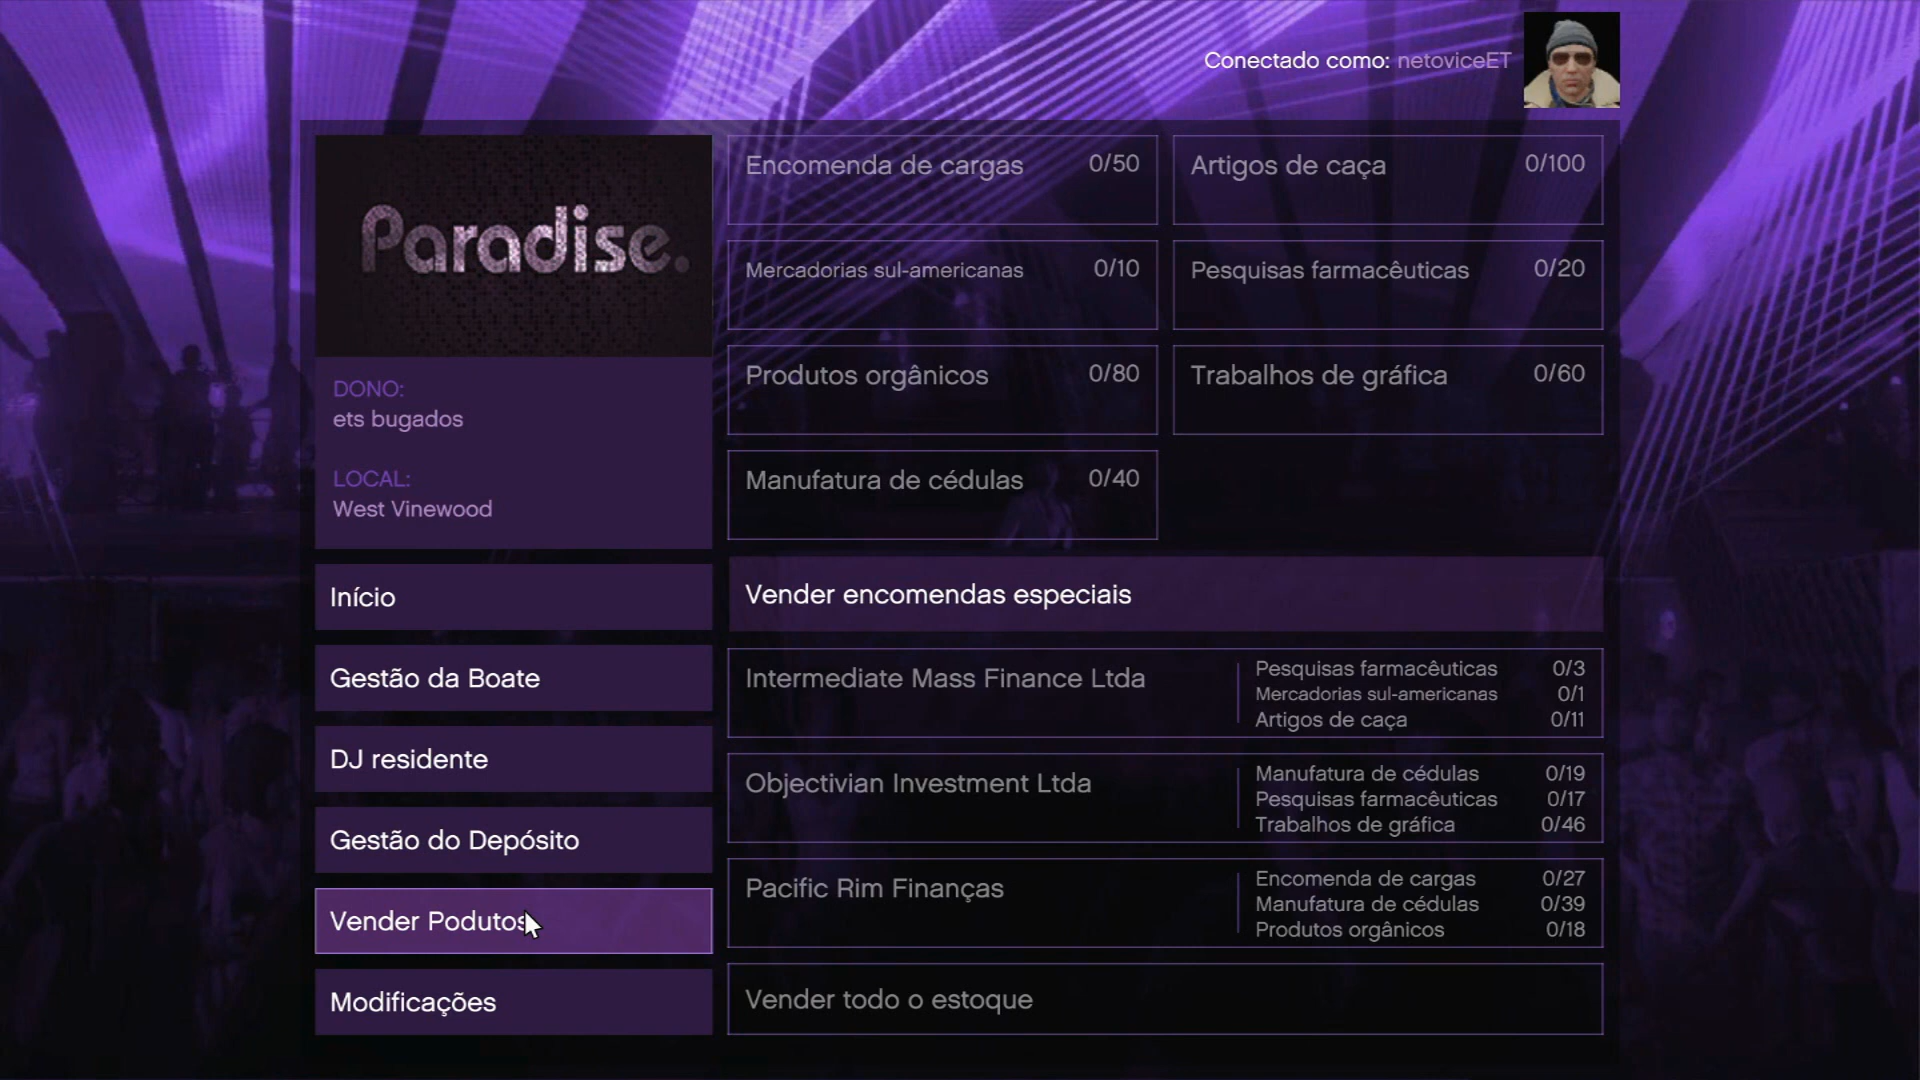 Conectado como: netoviceET
Paradise.
DONO:
ets bugados
LOCAL:
West Vinewood
Início
Gestão da Boate
DJ residente
Gestão do Depósito
Vender Podutos
Modificações
Encomenda de cargas 0/50
Artigos de caça 0/100
Mercadorias sul-americanas 0/10
Pesquisas farmacêuticas 0/20
Produtos orgânicos 0/80
Trabalhos de gráfica 0/60
Manufatura de cédulas 0/40
Vender encomendas especiais
Intermediate Mass Finance Ltda
Pesquisas farmacêuticas 0/3
Mercadorias sul-americanas 0/1
Artigos de caça 0/11
Objectivian Investment Ltda
Manufatura de cédulas 0/19
Pesquisas farmacêuticas 0/17
Trabalhos de gráfica 0/46
Pacific Rim Finanças
Encomenda de cargas 0/27
Manufatura de cédulas 0/39
Produtos orgânicos 0/18
Vender todo o estoque